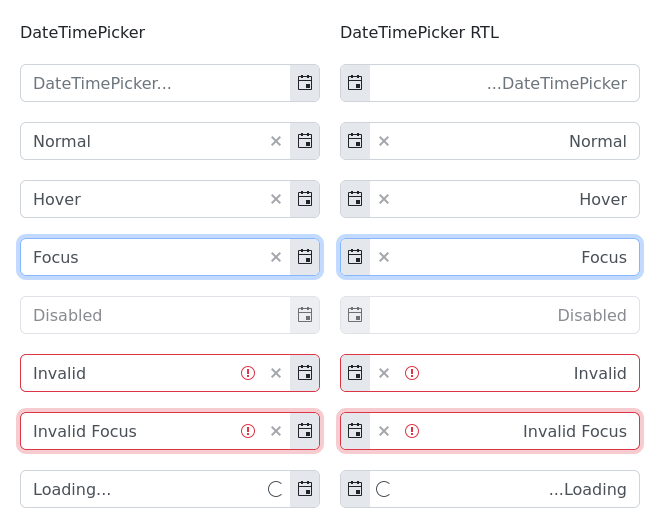 DateTimePicker
DateTimePicker...
Normal
Hover
Focus
Disabled
Invalid
Invalid Focus
Loading...
DateTimePicker RTL
...DateTimePicker
Normal
Hover
Focus
Disabled
Invalid
Invalid Focus
...Loading